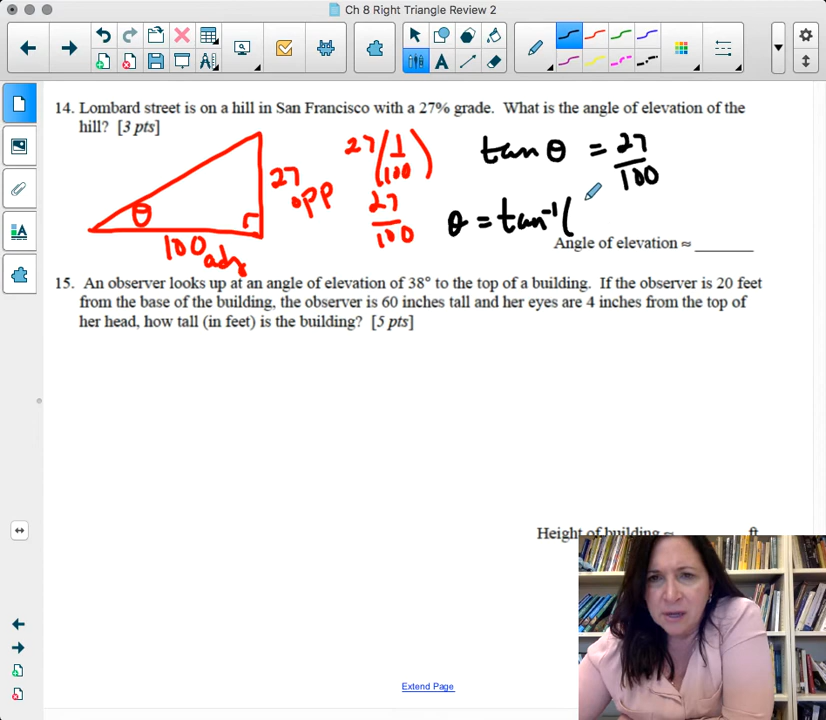 Ch 8 Right Triangle Review 2
14. Lombard street is on a hill in San Francisco with a 27% grade. What is the angle of elevation of the
hill? [3 pts]
27/(1/100)
tan θ = 27/100
27 opp
θ
27/100
θ = tan⁻¹(
100 adj
Angle of elevation ≈ ______
15. An observer looks up at an angle of elevation of 38° to the top of a building. If the observer is 20 feet
from the base of the building, the observer is 60 inches tall and her eyes are 4 inches from the top of
her head, how tall (in feet) is the building? [5 pts]
Height of building ≈ ft
Extend Page